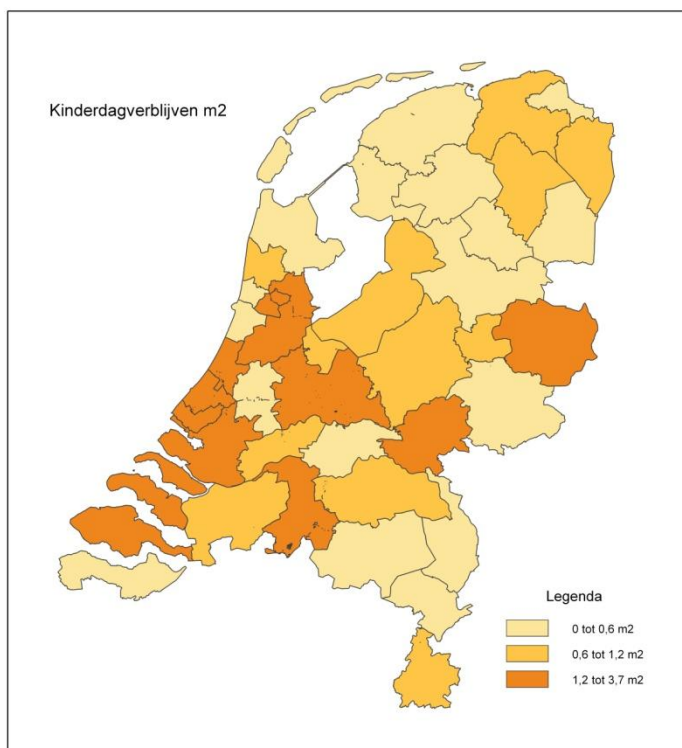 Kinderdagverblijven m2
Legenda
0 tot 0,6 m2
0,6 tot 1,2 m2
1,2 tot 3,7 m2